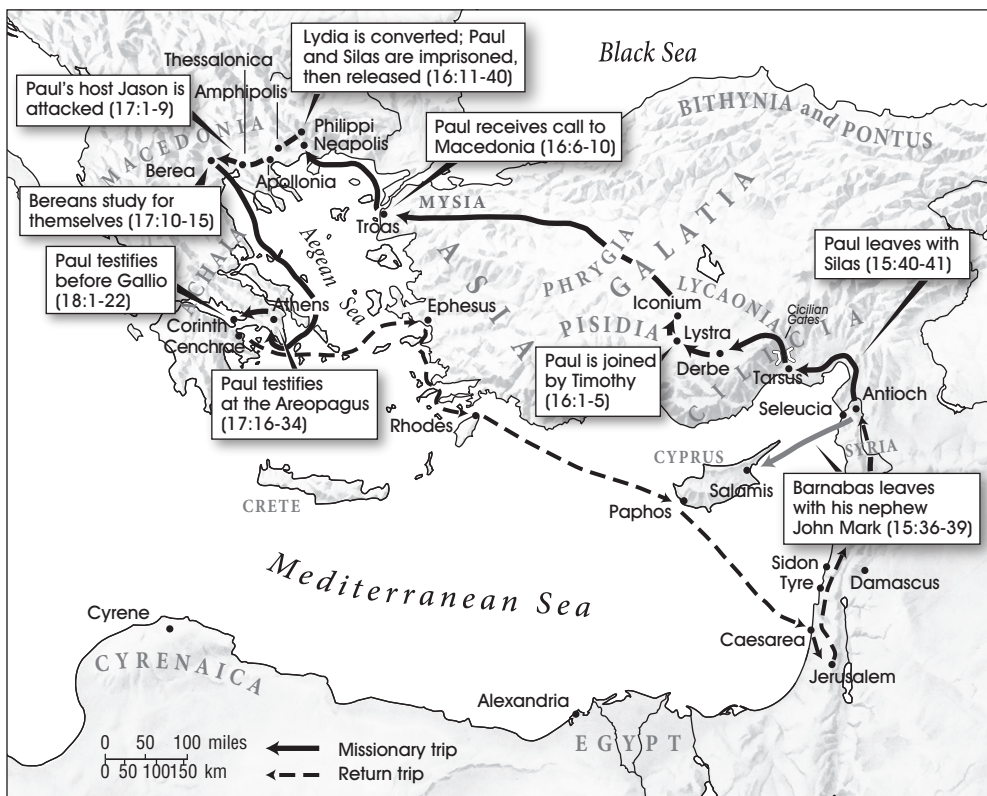 Lydia is converted; Paul
and Silas are imprisoned,
then released (16:11-40)
Black Sea
Thessalonica
Paul's host Jason is
attacked (17:1-9)
Amphipolis
BITHYNIA and PONTUS
MACEDONIA
Philippi
Neapolis
Paul receives call to
Macedonia (16:6-10)
Berea
Apollonia
MYSIA
Bereans study for
themselves (17:10-15)
Troas
Aegean Sea
ASIA
PHRYGIA
GALATIA
Paul leaves with
Silas (15:40-41)
Paul testifies
before Gallio
(18:1-22)
ACHAIA
Athens
Ephesus
Iconium
LYCAONIA
Cicilian
Gates
CILICIA
Corinth
Cenchrae
PISIDIA
Lystra
Derbe
Tarsus
Paul is joined
by Timothy
(16:1-5)
Antioch
Paul testifies
at the Areopagus
(17:16-34)
Rhodes
Seleucia
SYRIA
CYPRUS
Salamis
CRETE
Paphos
Barnabas leaves
with his nephew
John Mark (15:36-39)
Mediterranean Sea
Sidon
Tyre
Damascus
Cyrene
Caesarea
CYRENAICA
Jerusalem
Alexandria
EGYPT
0 50 100 miles
0 50 100 150 km
Missionary trip
Return trip